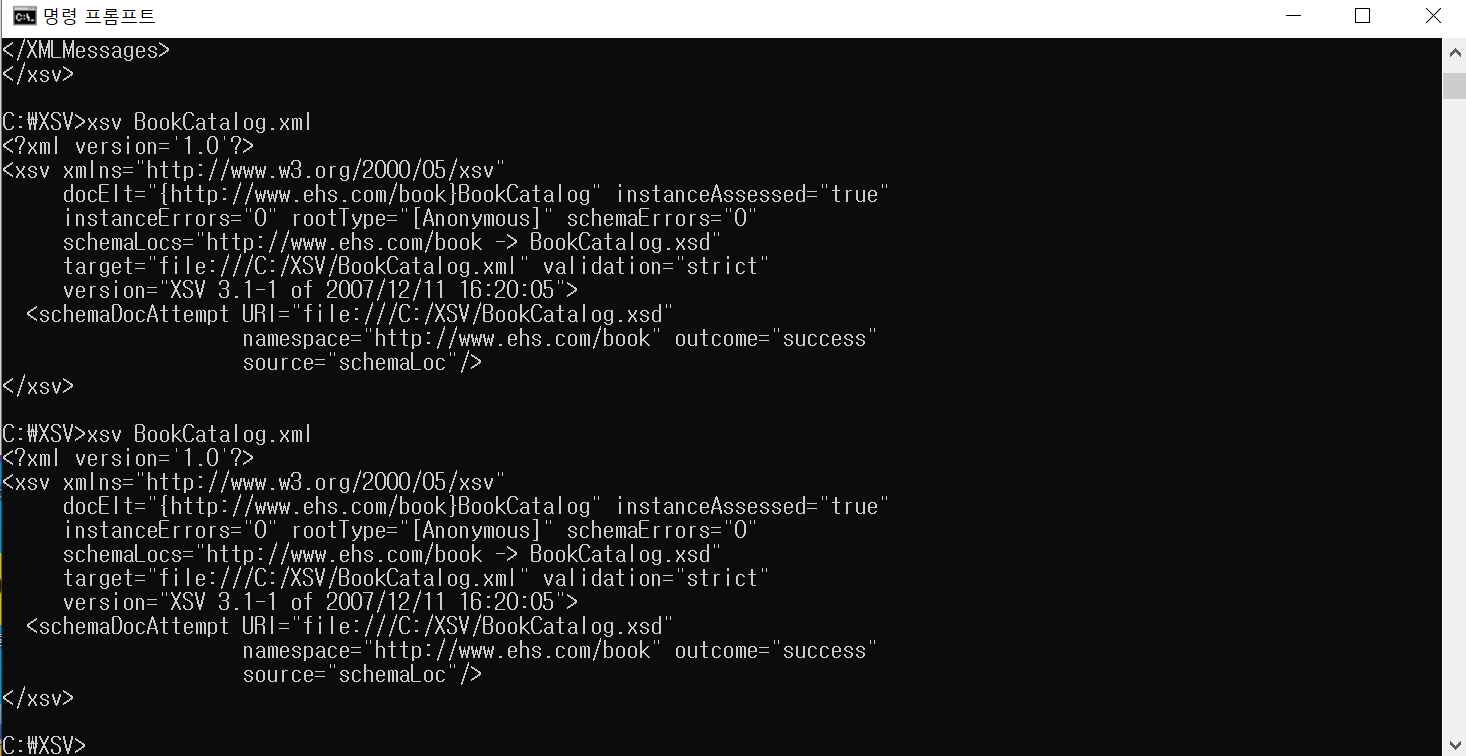 명령 프롬프트
</XMLMessages>
</xsv>
C:₩XSV>xsv BookCatalog.xml
<?xml version='1.0'?>
<xsv xmlns="http://www.w3.org/2000/05/xsv"
docElt="{http://www.ehs.com/book}BookCatalog" instanceAssessed="true"
instanceErrors="0" rootType="[Anonymous]" schemaErrors="0"
schemaLocs="http://www.ehs.com/book -> BookCatalog.xsd"
target="file:///C:/XSV/BookCatalog.xml" validation="strict"
version="XSV 3.1-1 of 2007/12/11 16:20:05">
<schemaDocAttempt URI="file:///C:/XSV/BookCatalog.xsd"
namespace="http://www.ehs.com/book" outcome="success"
source="schemaLoc"/>
</xsv>
C:₩XSV>xsv BookCatalog.xml
<?xml version='1.0'?>
<xsv xmlns="http://www.w3.org/2000/05/xsv"
docElt="{http://www.ehs.com/book}BookCatalog" instanceAssessed="true"
instanceErrors="0" rootType="[Anonymous]" schemaErrors="0"
schemaLocs="http://www.ehs.com/book -> BookCatalog.xsd"
target="file:///C:/XSV/BookCatalog.xml" validation="strict"
version="XSV 3.1-1 of 2007/12/11 16:20:05">
<schemaDocAttempt URI="file:///C:/XSV/BookCatalog.xsd"
namespace="http://www.ehs.com/book" outcome="success"
source="schemaLoc"/>
</xsv>
C:₩XSV>